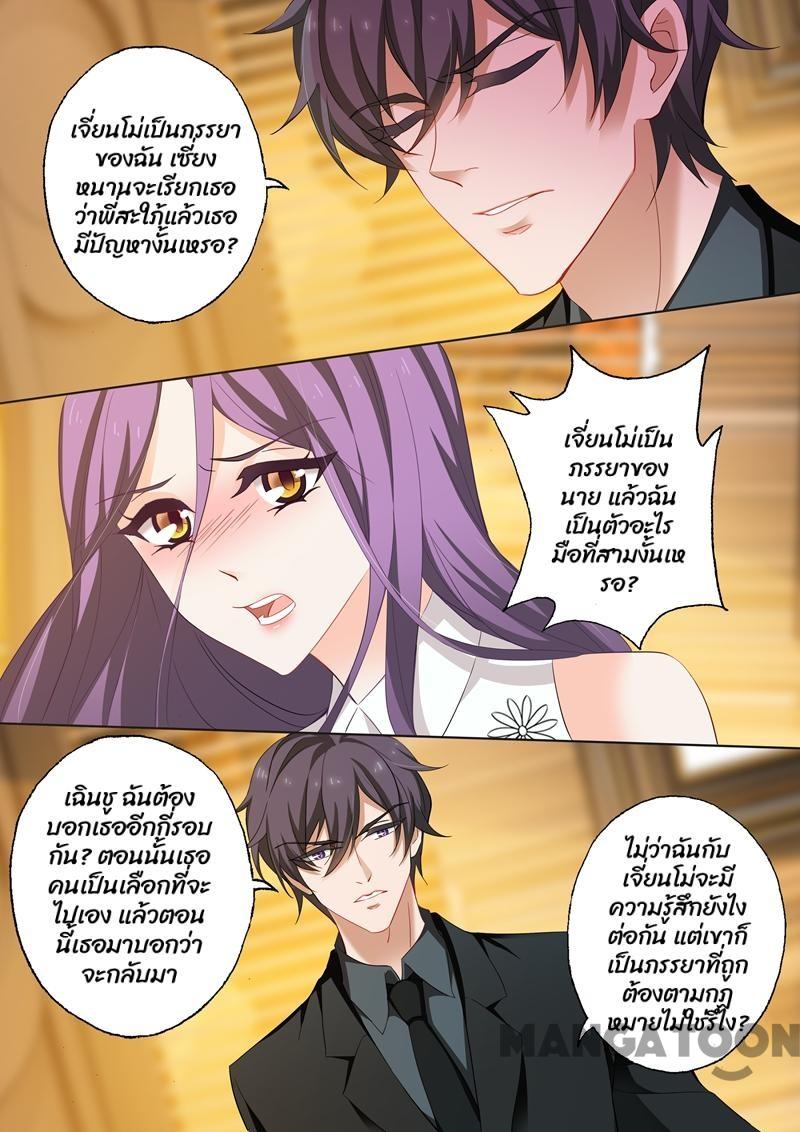 เจี่ยนโม่เป็นภรรยา
ของฉัน เซี่ยง
หนานจะเรียกเธอ
ว่าพี่สะใภ้แล้วเธอ
มีปัญหางั้นเหรอ?
เจี่ยนโม่เป็น
ภรรยาของ
นาย แล้วฉัน
เป็นตัวอะไร
มือที่สามงั้นเห
รอ?
เฉินชู ฉันต้อง
บอกเธออีกกี่รอบ
กัน? ตอนนั้นเธอ
คนเป็นเลือกที่จะ
ไปเอง แล้วตอน
นี้เธอมาบอกว่า
จะกลับมา
ไม่ว่าฉันกับ
เจี่ยนโม่จะมี
ความรู้สึกยังไง
ต่อกัน แต่เขาก็
เป็นภรรยาที่ถูก
ต้องตามกฎ
หมายไม่ใช่รึไง?
MANGATOON